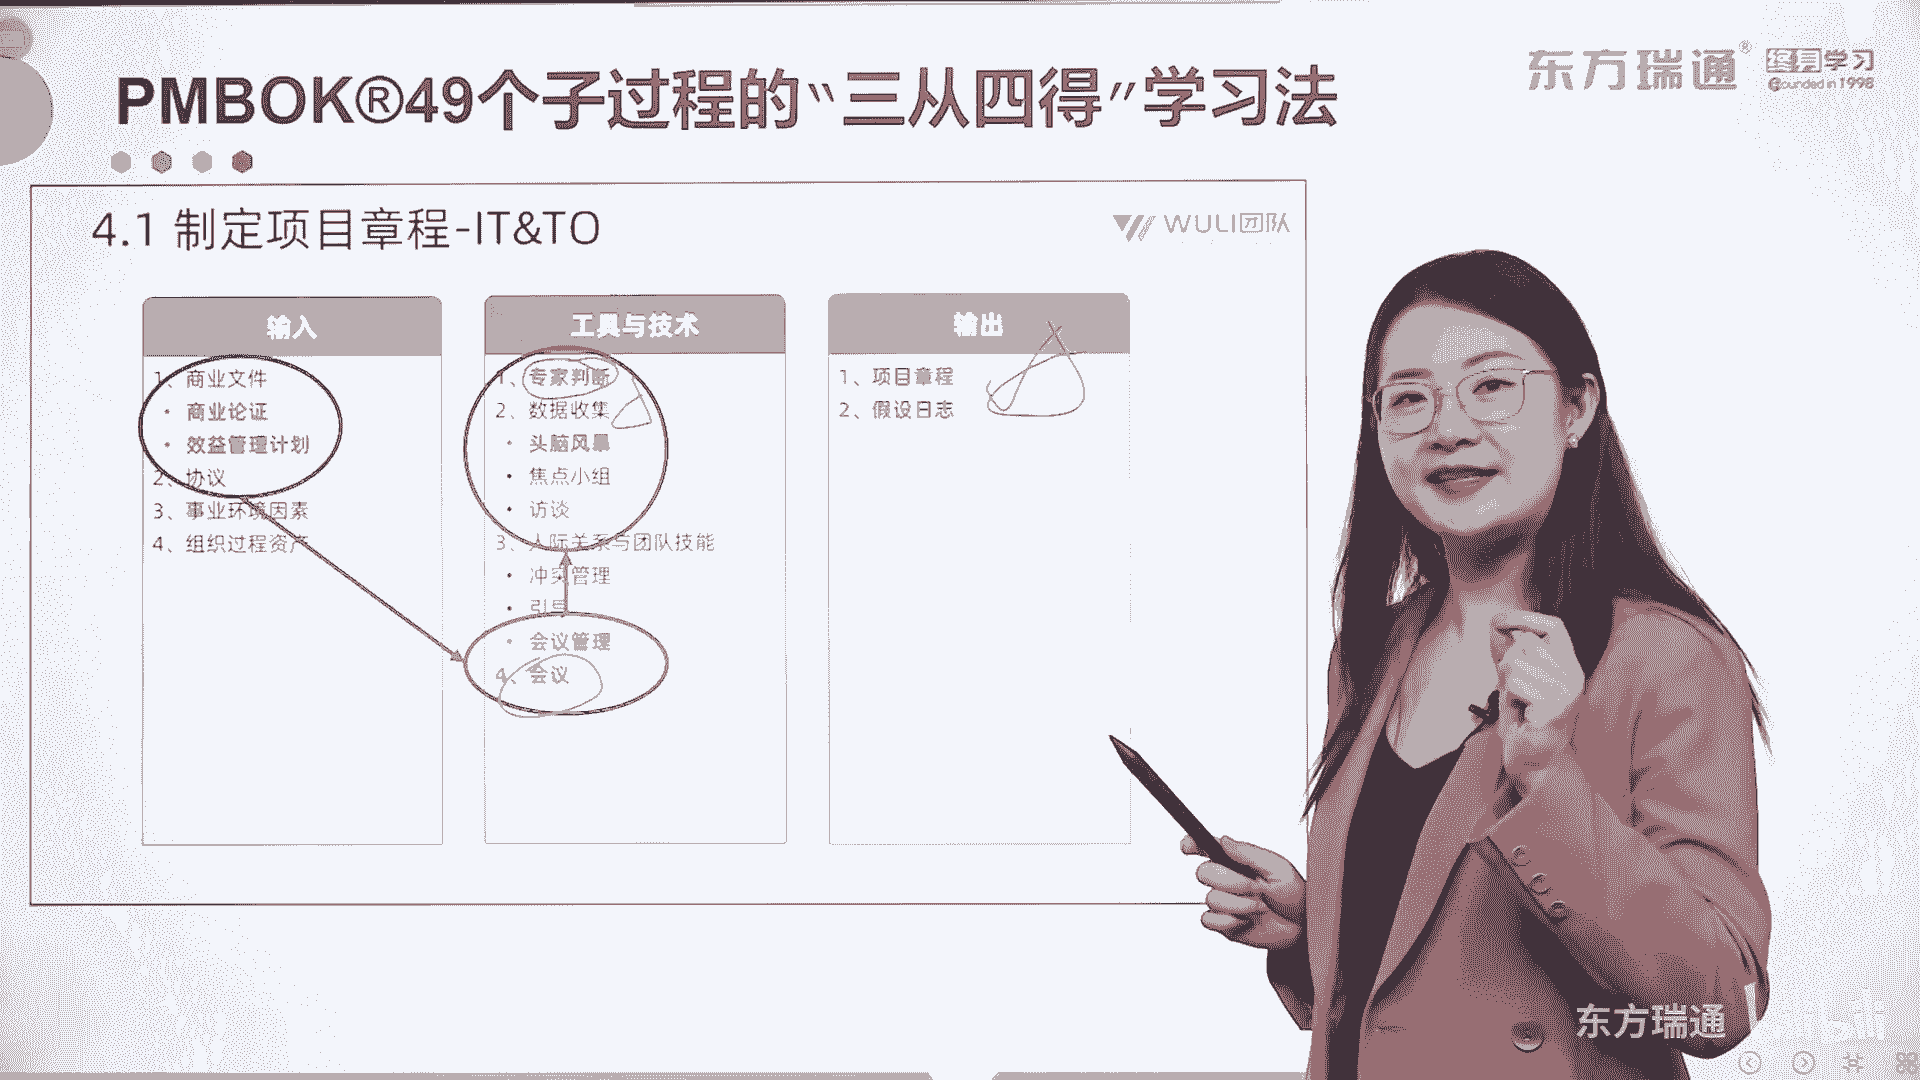 PMBOK®49个子过程的“三从四得”学习法
东方瑞通®
终身学习
Founded in 1998
4.1 制定项目章程-IT&TO
WULI团队
输入
1、商业文件
• 商业论证
• 效益管理计划
2、协议
3、事业环境因素
4、组织过程资产
工具与技术
1、专家判断
2、数据收集
• 头脑风暴
• 焦点小组
• 访谈
3、人际关系与团队技能
• 冲突管理
• 引导
• 会议管理
4、会议
输出
1、项目章程
2、假设日志
东方瑞通